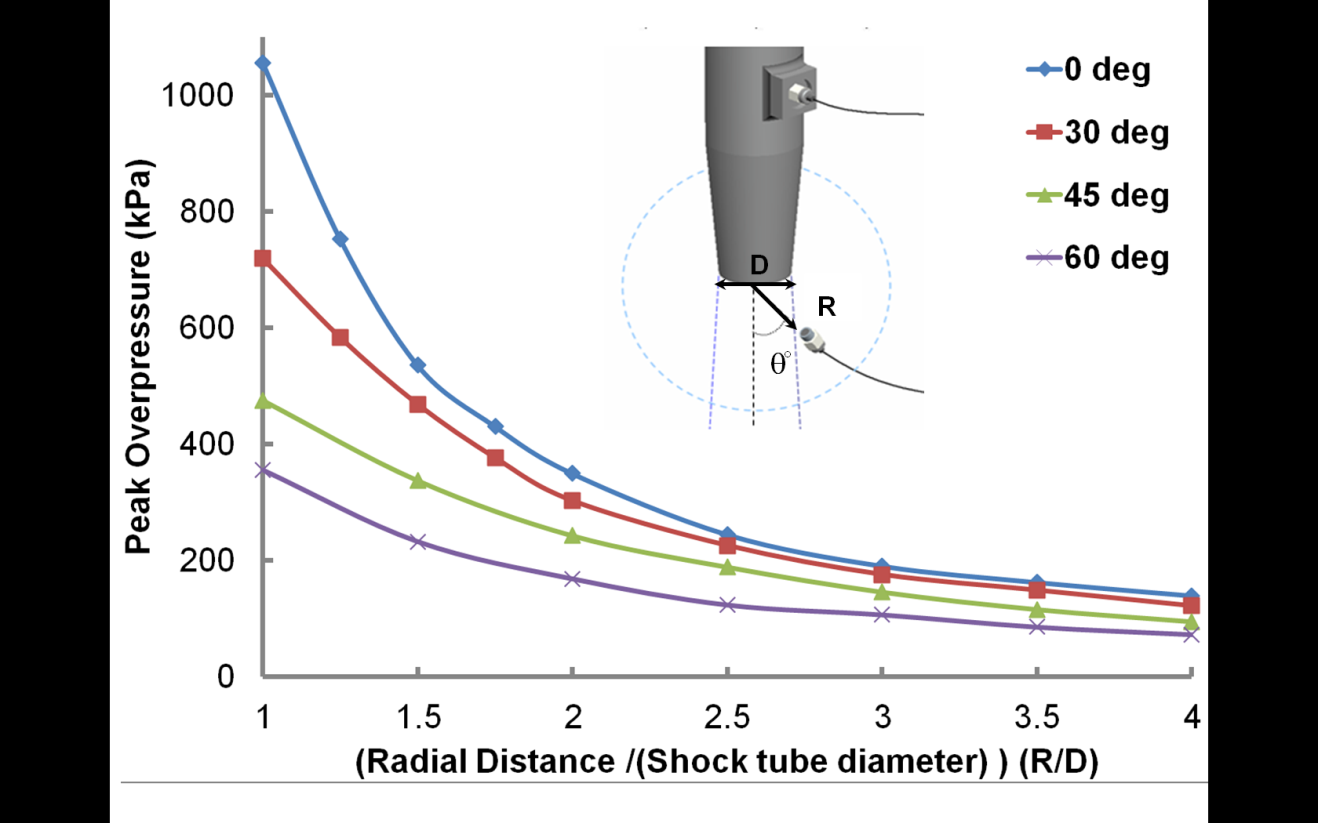 1000
800
600
400
200
0
1 1.5 2 2.5 3 3.5 4
Peak Overpressure (kPa)
(Radial Distance /(Shock tube diameter) ) (R/D)
0 deg
30 deg
45 deg
60 deg
D
R
θ°